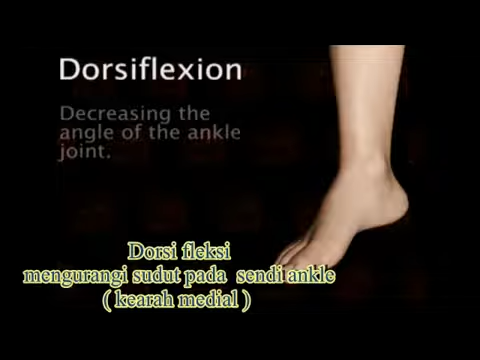 Dorsiflexion
Decreasing the
angle of the ankle
joint.
Dorsi fleksi
mengurangi sudut pada sendi ankle
( kearah medial )